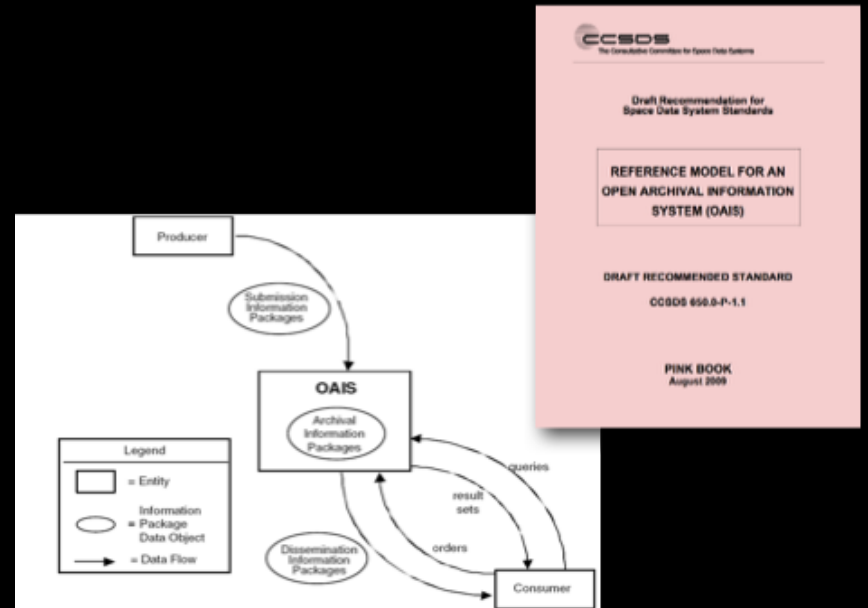 CCSDS
The Consultative Committee for Space Data Systems
Draft Recommendation for
Space Data System Standards
REFERENCE MODEL FOR AN
OPEN ARCHIVAL INFORMATION
SYSTEM (OAIS)
DRAFT RECOMMENDED STANDARD
CCSDS 650.0-P-1.1
PINK BOOK
August 2009
Producer
Submission
Information
Packages
OAIS
Archival
Information
Packages
Legend
= Entity
Information
= Package
Data Object
= Data Flow
queries
result
sets
orders
Dissemination
Information
Packages
Consumer